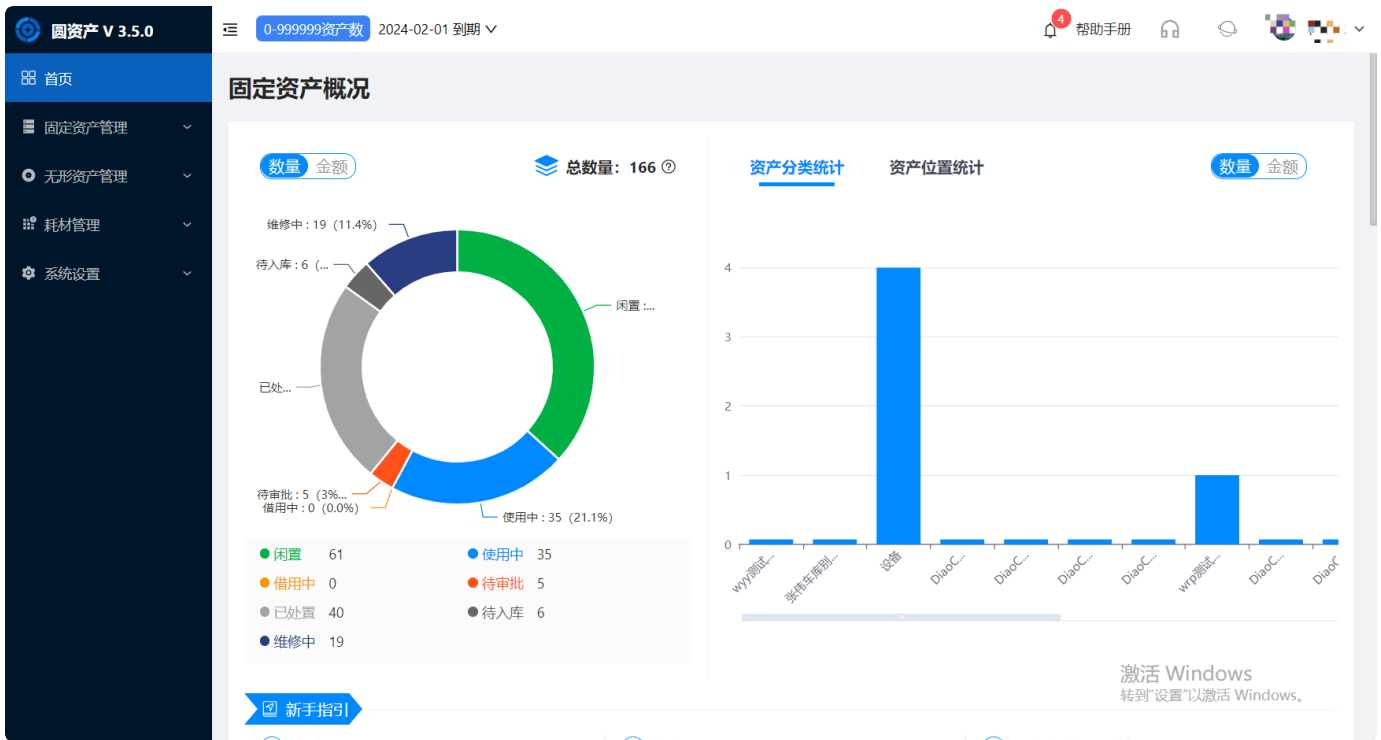 圆资产 V 3.5.0
0-999999资产数 2024-02-01 到期
4
帮助手册
首页
固定资产管理
无形资产管理
耗材管理
系统设置
固定资产概况
数量 金额
总数量：166
维修中 : 19 (11.4%)
待入库 : 6 (...
闲置 :...
已处...
待审批 : 5 (3%...
借用中 : 0 (0.0%)
使用中 : 35 (21.1%)
闲置 61
使用中 35
借用中 0
待审批 5
已处置 40
待入库 6
维修中 19
资产分类统计 资产位置统计
数量 金额
4
3
2
1
0
wyy测试...
张伟车库别...
设备
DiaoC...
DiaoC...
DiaoC...
DiaoC...
wrp测试...
DiaoC...
DiaoC
新手指引
激活 Windows
转到"设置"以激活 Windows。